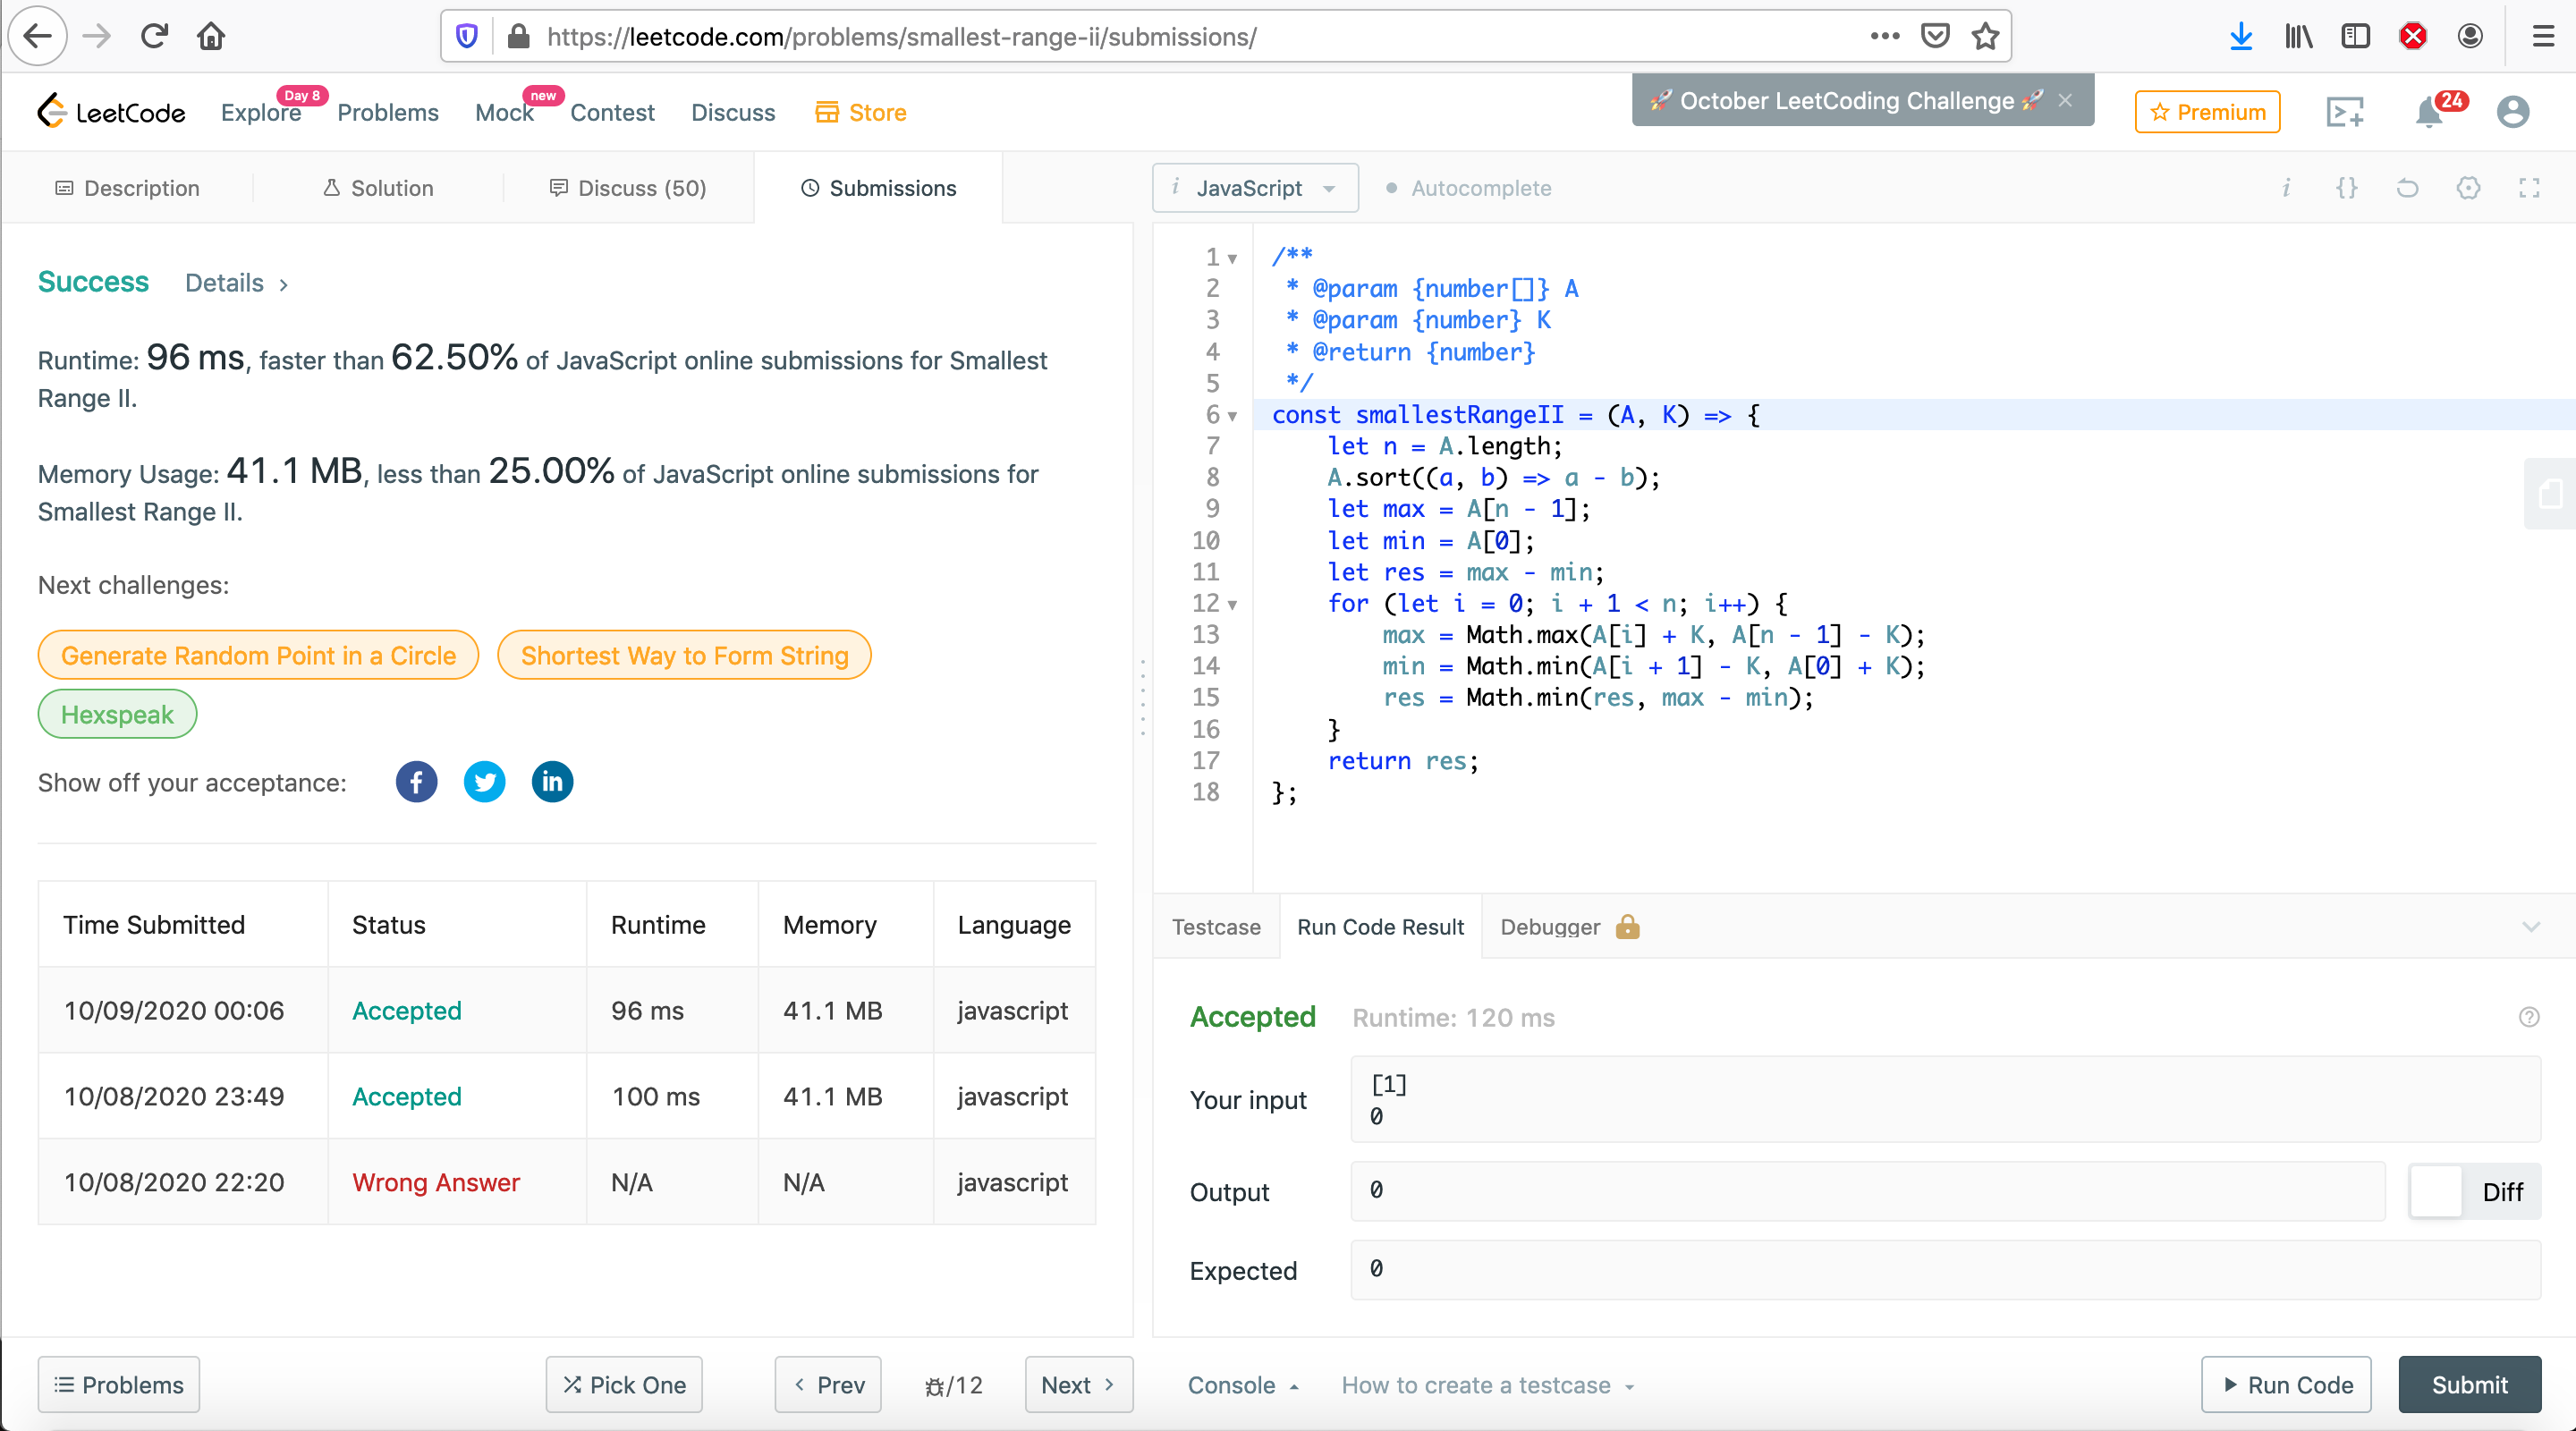 https://leetcode.com/problems/smallest-range-ii/submissions/
LeetCode
Explore
Day 8
Problems
Mock
new
Contest
Discuss
Store
🚀 October LeetCoding Challenge 🚀 ×
Premium
24
Description
Solution
Discuss (50)
Submissions
i JavaScript
Autocomplete
Success Details >
Runtime: 96 ms, faster than 62.50% of JavaScript online submissions for Smallest
Range II.
Memory Usage: 41.1 MB, less than 25.00% of JavaScript online submissions for
Smallest Range II.
Next challenges:
Generate Random Point in a Circle
Shortest Way to Form String
Hexspeak
Show off your acceptance:
Time Submitted Status Runtime Memory Language
10/09/2020 00:06 Accepted 96 ms 41.1 MB javascript
10/08/2020 23:49 Accepted 100 ms 41.1 MB javascript
10/08/2020 22:20 Wrong Answer N/A N/A javascript
Problems
Pick One
< Prev
/12
Next >
1 /**
2 * @param {number[]} A
3 * @param {number} K
4 * @return {number}
5 */
6 const smallestRangeII = (A, K) => {
7 let n = A.length;
8 A.sort((a, b) => a - b);
9 let max = A[n - 1];
10 let min = A[0];
11 let res = max - min;
12 for (let i = 0; i + 1 < n; i++) {
13 max = Math.max(A[i] + K, A[n - 1] - K);
14 min = Math.min(A[i + 1] - K, A[0] + K);
15 res = Math.min(res, max - min);
16 }
17 return res;
18 };
Testcase
Run Code Result
Debugger
Accepted Runtime: 120 ms
Your input
[1]
0
Output
0
Diff
Expected
0
Console
How to create a testcase
Run Code
Submit